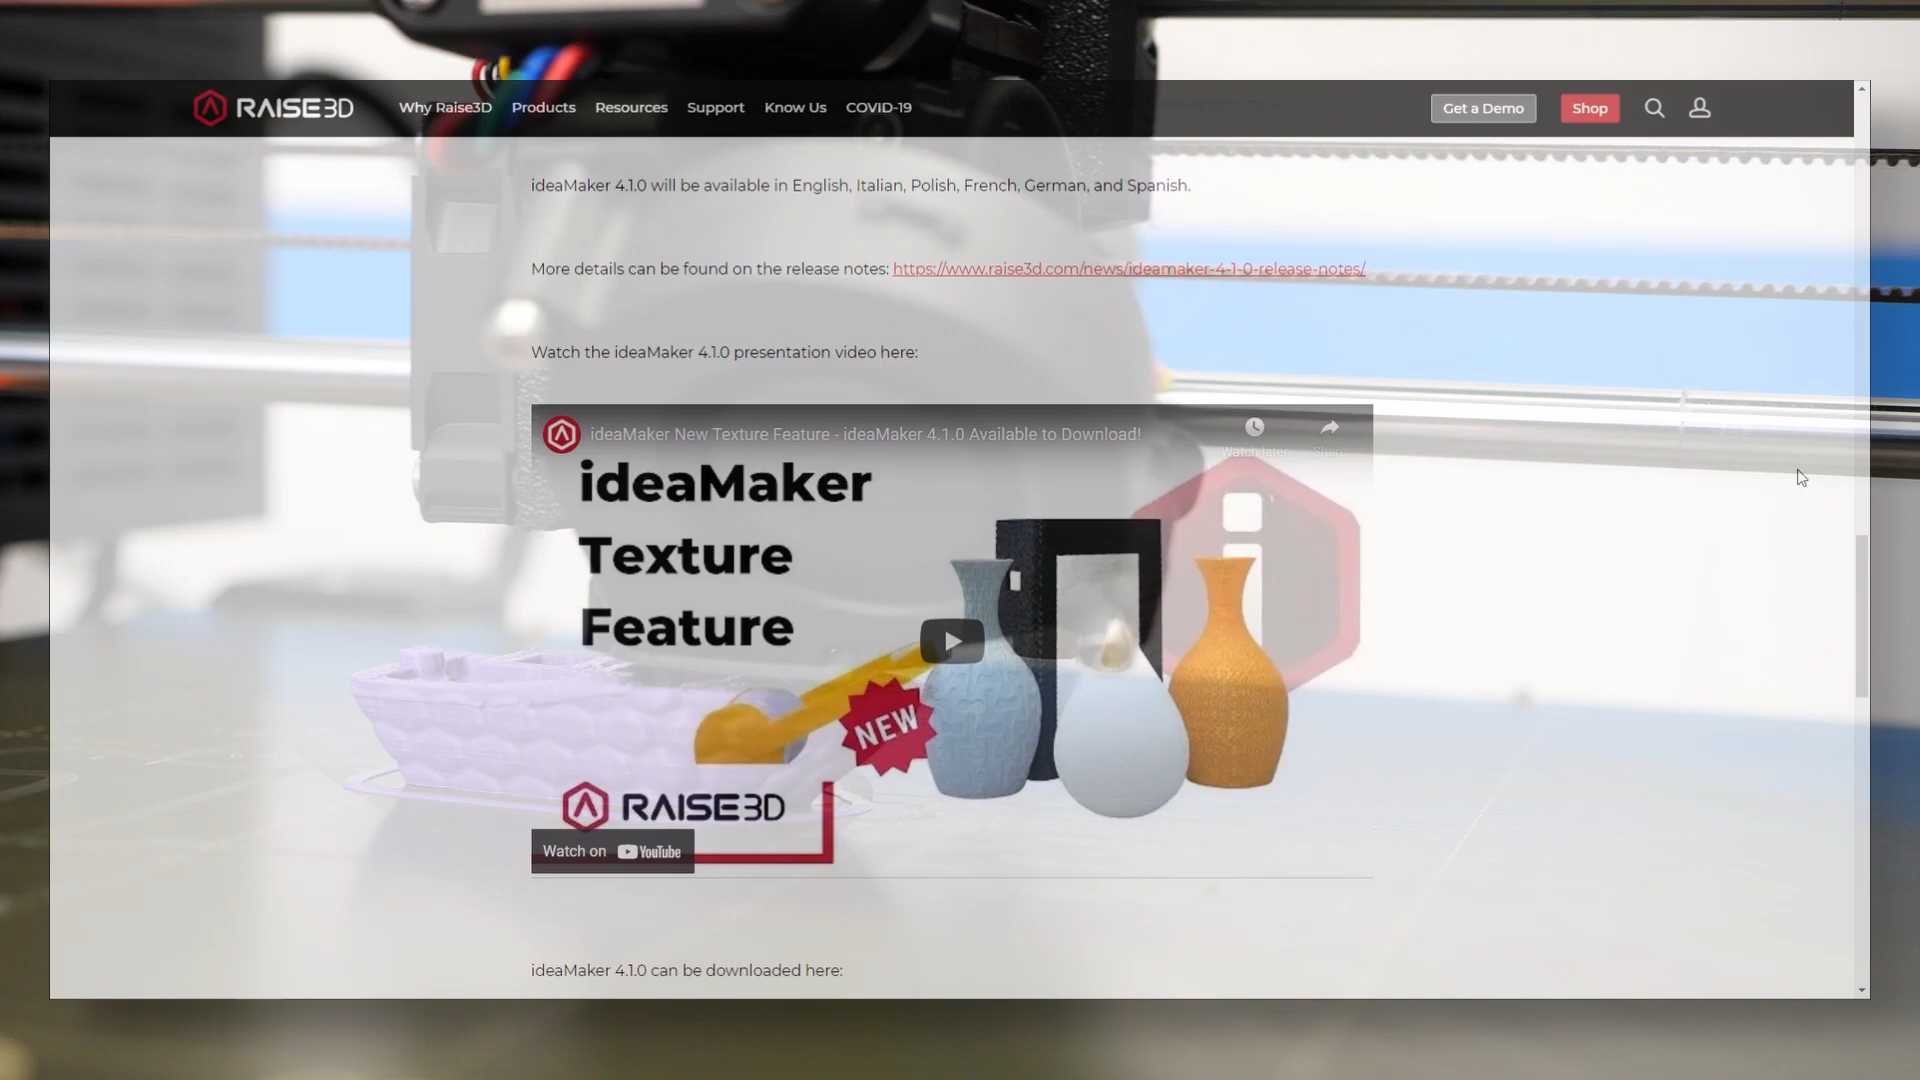 RAISE3D
Why Raise3D
Products
Resources
Support
Know Us
COVID-19
Get a Demo
Shop
ideaMaker 4.1.0 will be available in English, Italian, Polish, French, German, and Spanish.
More details can be found on the release notes: https://www.raise3d.com/news/ideamaker-4-1-0-release-notes/
Watch the ideaMaker 4.1.0 presentation video here:
ideaMaker New Texture Feature - ideaMaker 4.1.0 Available to Download!
Watch later
Share
ideaMaker
Texture
Feature
NEW
RAISE3D
Watch on YouTube
ideaMaker 4.1.0 can be downloaded here: